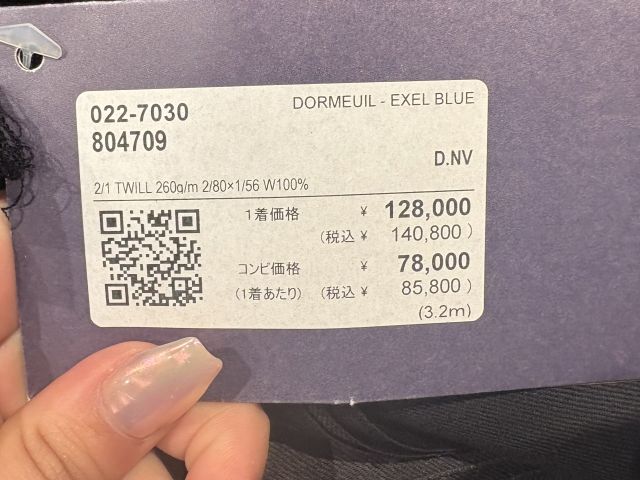 022-7030
DORMEUIL - EXEL BLUE
804709
D.NV
2/1 TWILL 260g/m 2/80×1/56 W100%
1着価格 ¥ 128,000
(税込 ¥ 140,800 )
コンビ価格 ¥ 78,000
(1着あたり) (税込 ¥ 85,800 )
(3.2m)